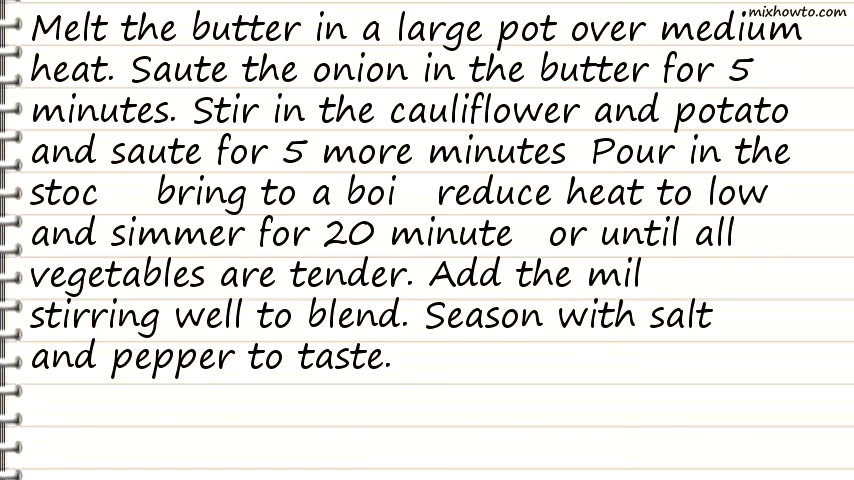 mixhowto.com
Melt the butter in a large pot over medium
heat. Saute the onion in the butter for 5
minutes. Stir in the cauliflower and potato
and saute for 5 more minutes Pour in the
stoc bring to a boi reduce heat to low
and simmer for 20 minute or until all
vegetables are tender. Add the mil
stirring well to blend. Season with salt
and pepper to taste.